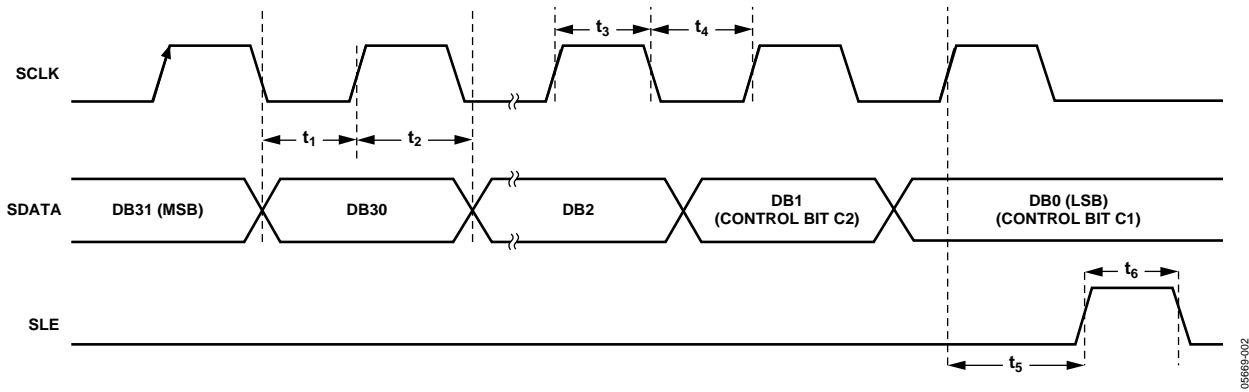 t3
t4
SCLK
t1
t2
SDATA
DB31 (MSB)
DB30
DB2
DB1
(CONTROL BIT C2)
DB0 (LSB)
(CONTROL BIT C1)
t6
SLE
t5
05669-002